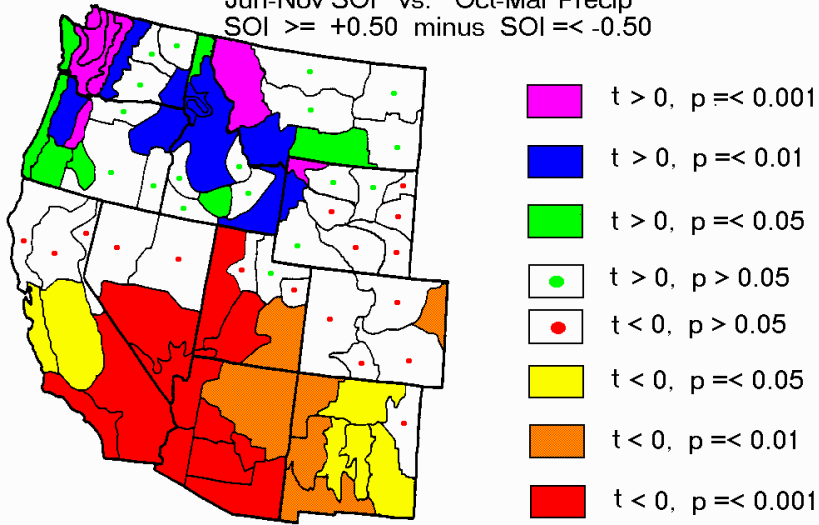 Jun-Nov SOI vs. Oct-Mar Precip
SOI >= +0.50 minus SOI =< -0.50
t > 0, p =< 0.001
t > 0, p =< 0.01
t > 0, p =< 0.05
t > 0, p > 0.05
t < 0, p > 0.05
t < 0, p =< 0.05
t < 0, p =< 0.01
t < 0, p =< 0.001